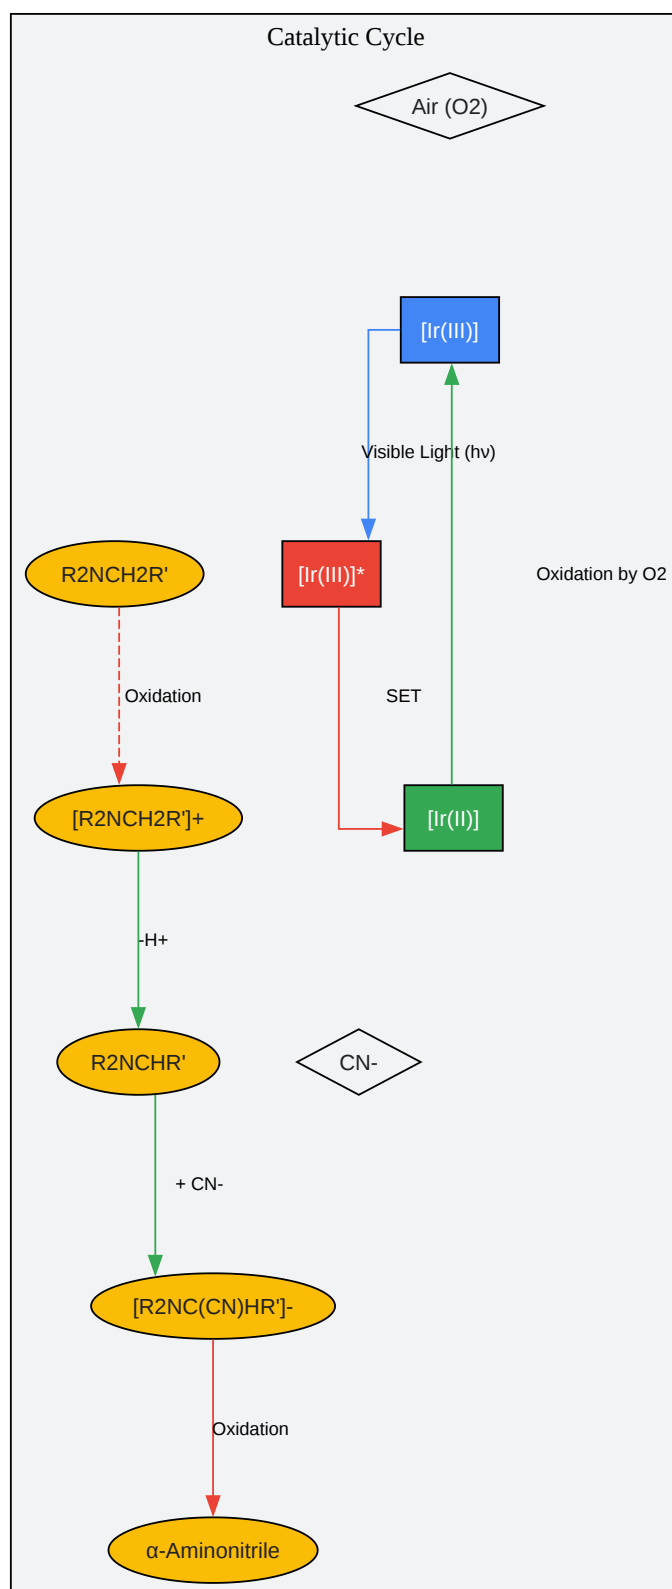 Catalytic Cycle
Air (O2)
[Ir(III)]
Visible Light (hν)
R2NCH2R'
[Ir(III)]*
Oxidation by O2
Oxidation
SET
[R2NCH2R']+
[Ir(II)]
-H+
R2NCHR'
CN-
+ CN-
[R2NC(CN)HR']-
Oxidation
α-Aminonitrile